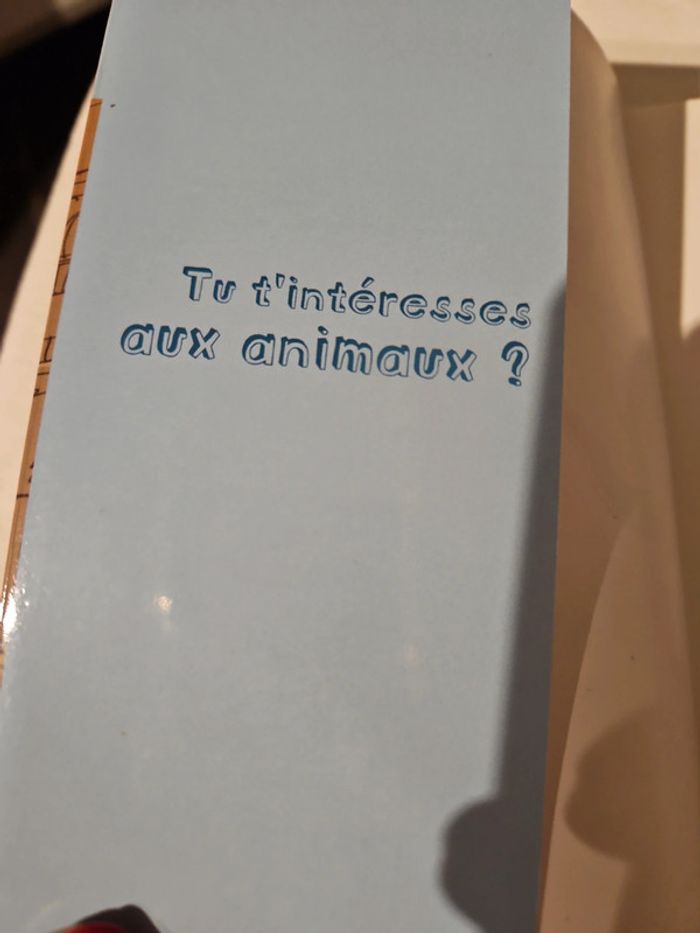 Tu t'intéresses
aux animaux ?